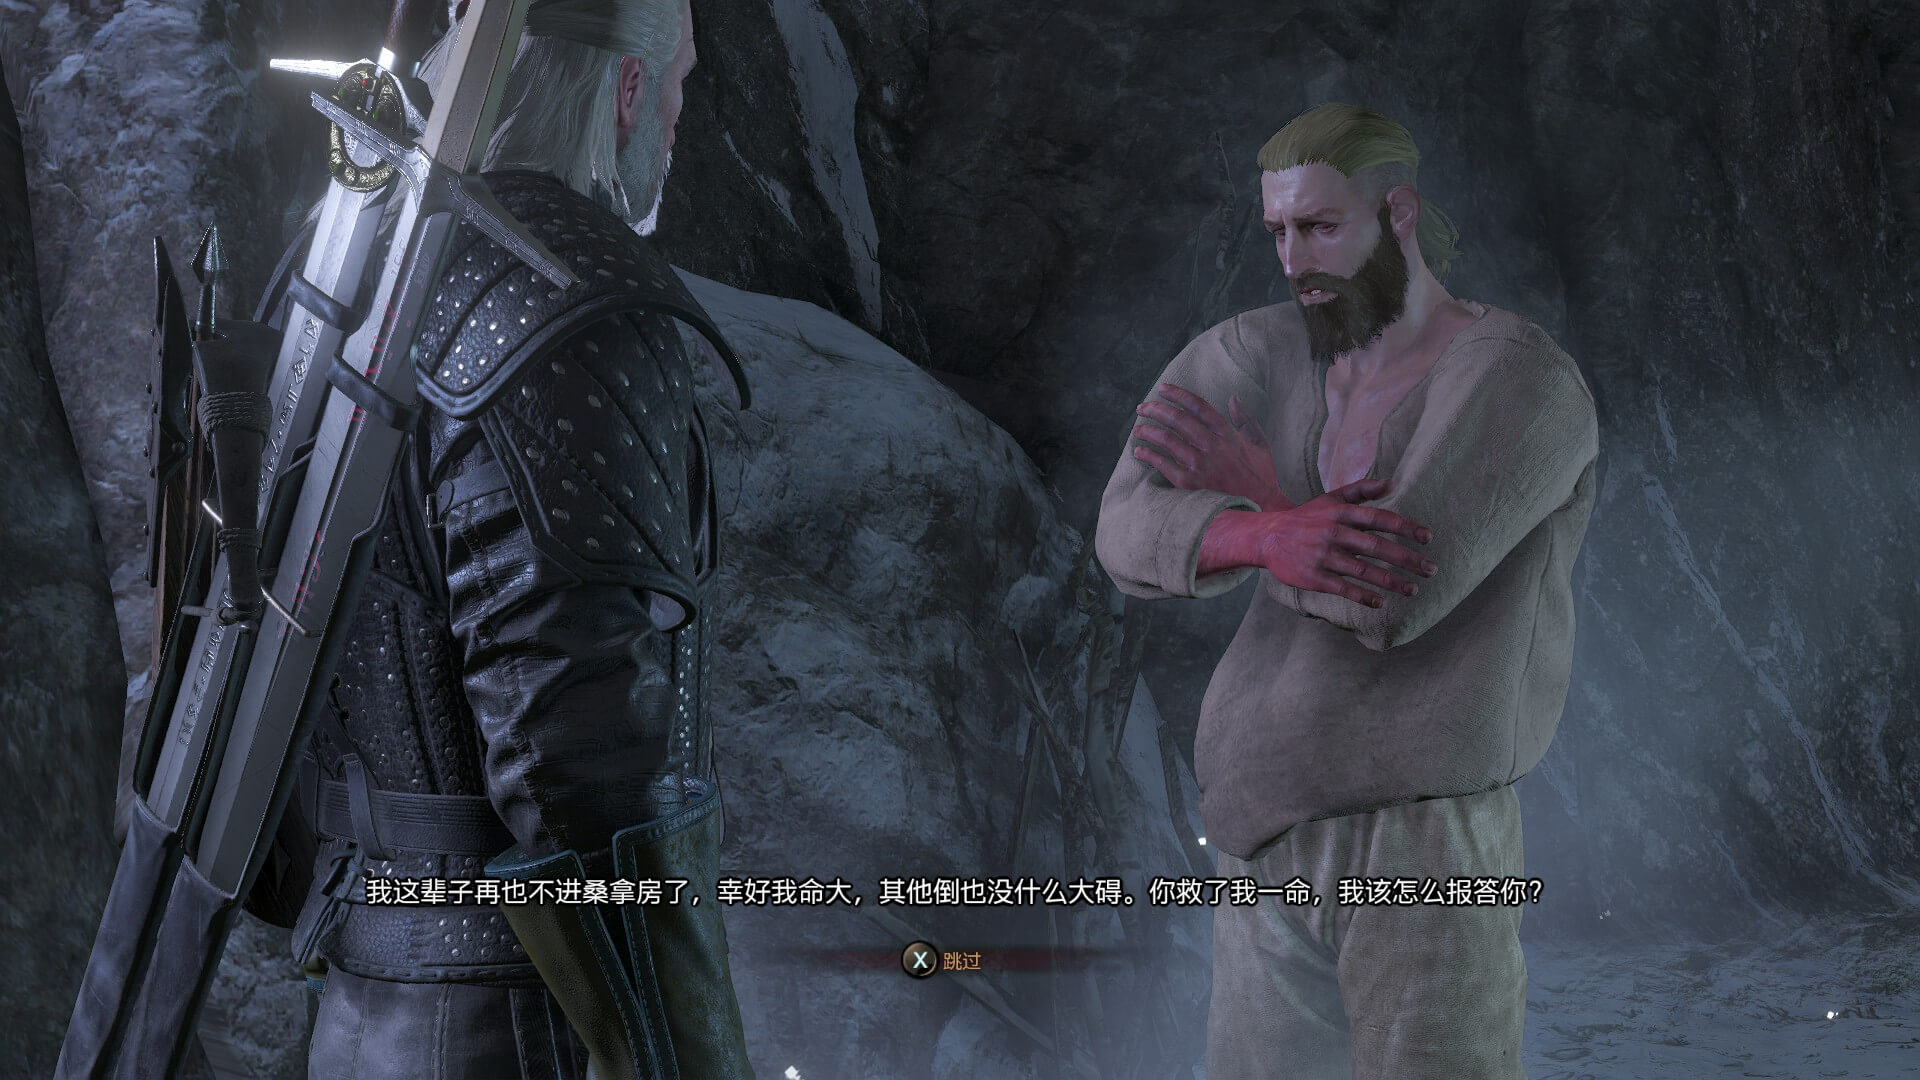 我这辈子再也不进桑拿房了，幸好我命大，其他倒也没什么大碍。你救了我一命，我该怎么报答你？
X 跳过